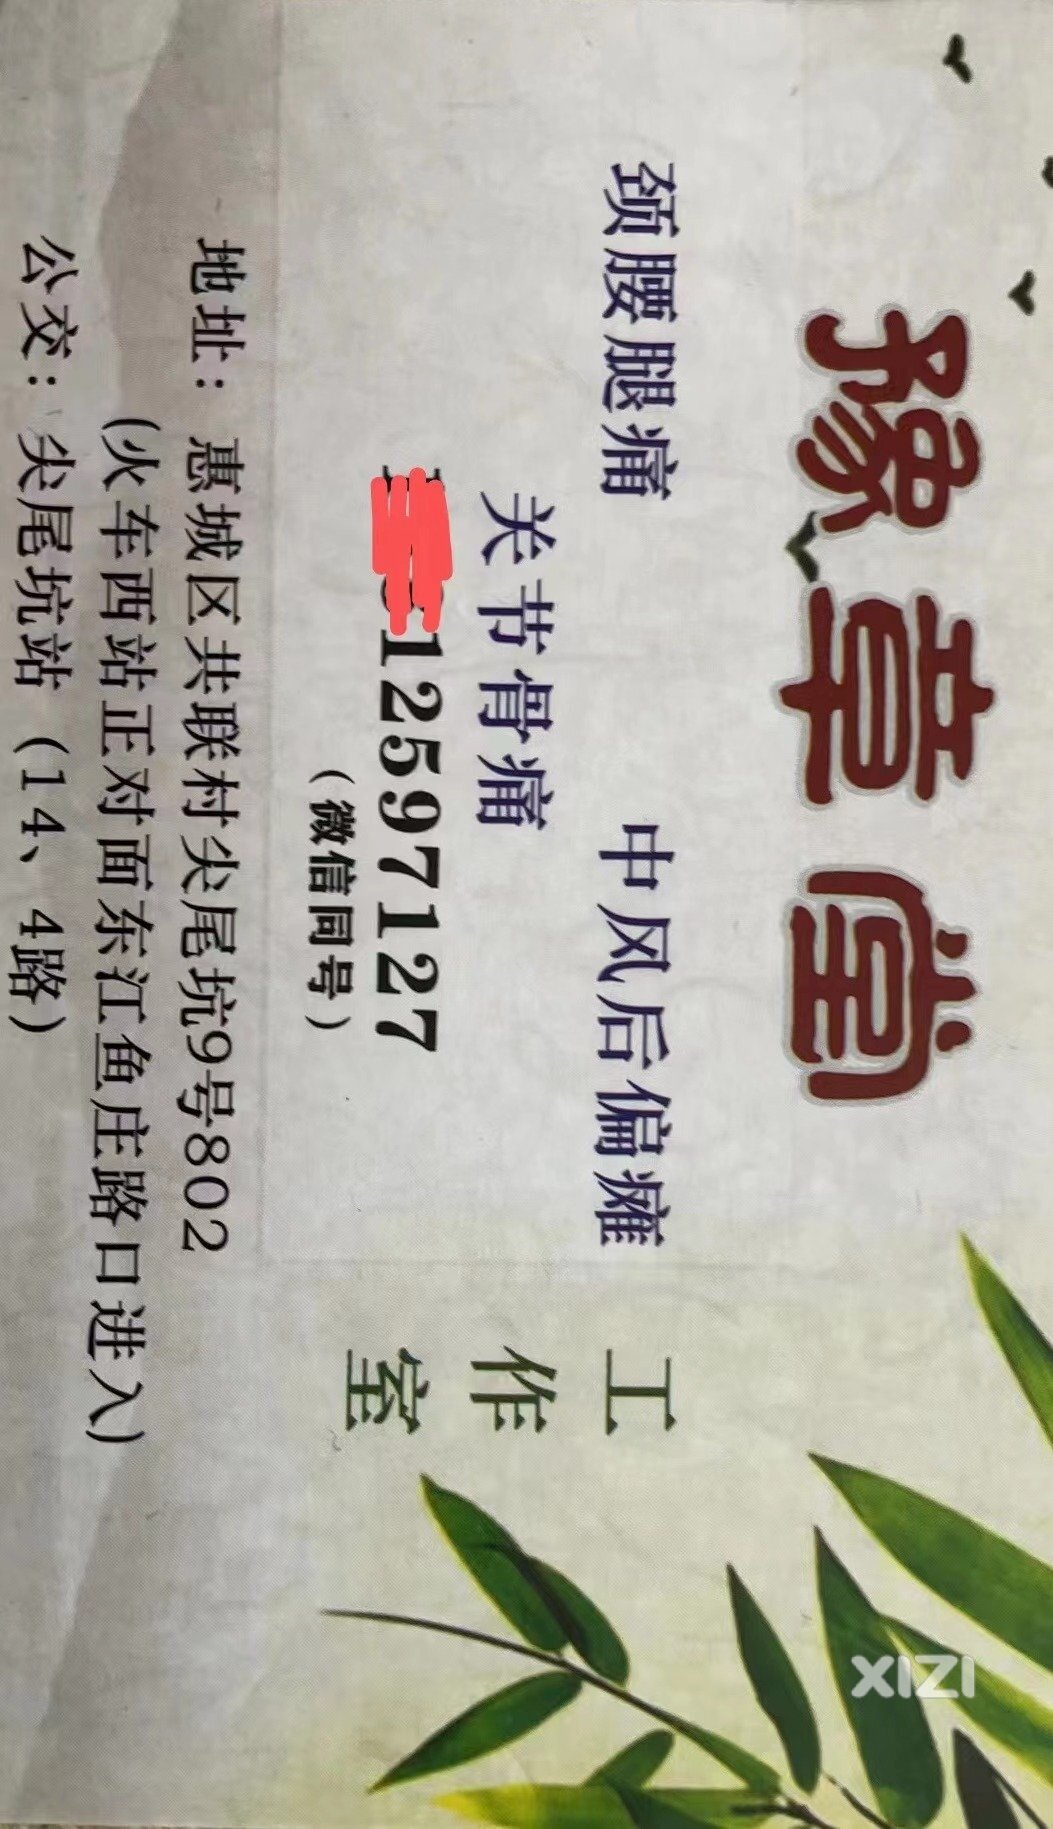 豫章堂
颈腰腿痛 中风后偏瘫
关节骨痛
工作室
12597127
（微信同号）
地址：惠城区共联村尖尾坑9号802
(火车西站正对面东江鱼庄路口进入)
公交：尖尾坑站（14、4路）
XIZI